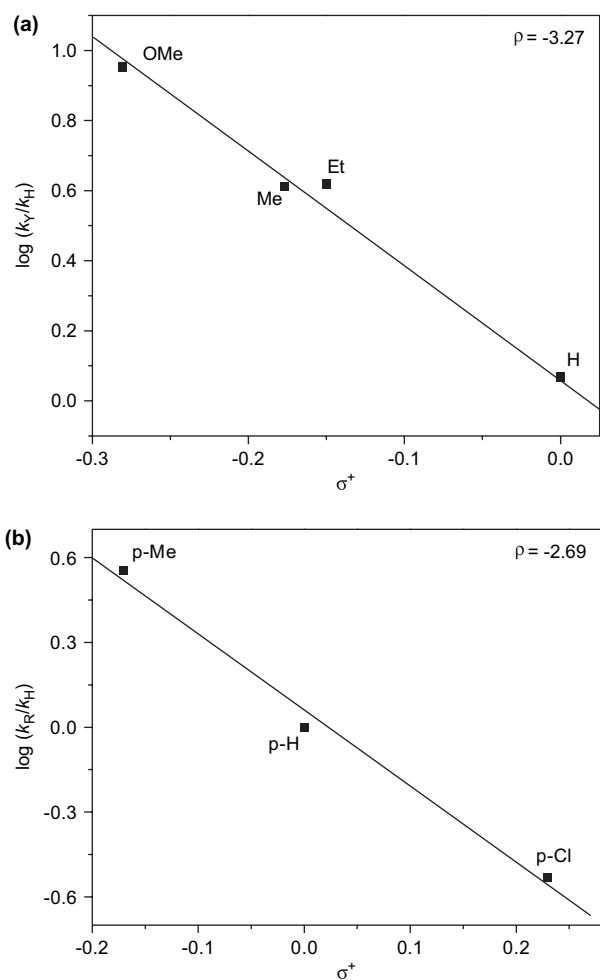 (a)
ρ = -3.27
OMe
Et
Me
H
log (kY/kH)
1.0
0.8
0.6
0.4
0.2
0.0
-0.3
-0.2
-0.1
0.0
σ+
(b)
ρ = -2.69
p-Me
p-H
p-Cl
log (kR/kH)
0.6
0.3
0.0
-0.3
-0.6
-0.2
-0.1
0.0
0.1
0.2
σ+